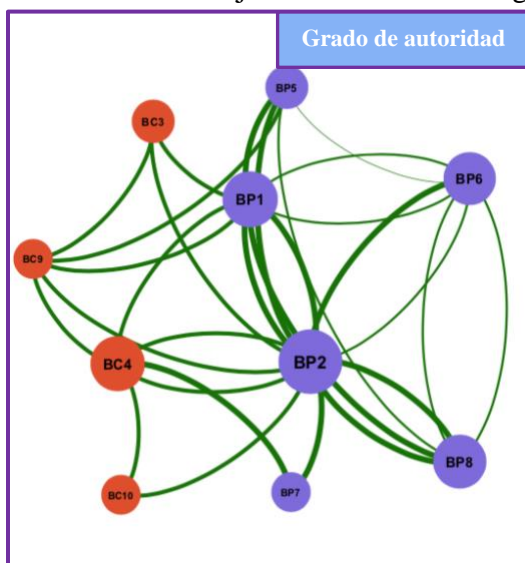 Grado de autoridad
BP5
BC3
BP6
BP1
BC9
BP2
BC4
BP8
BP7
BC10